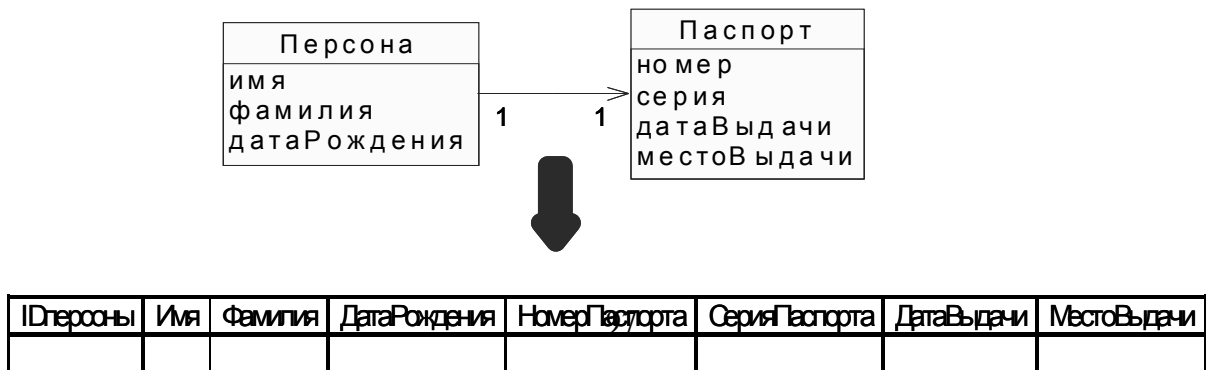 Персона
имя
фамилия
датаРождения
1
1
Паспорт
номер
серия
датаВыдачи
местоВыдачи
IDперсоны Имя Фамилия ДатаРождения НомерПаспорта СерияПаспорта ДатаВыдачи МестоВыдачи